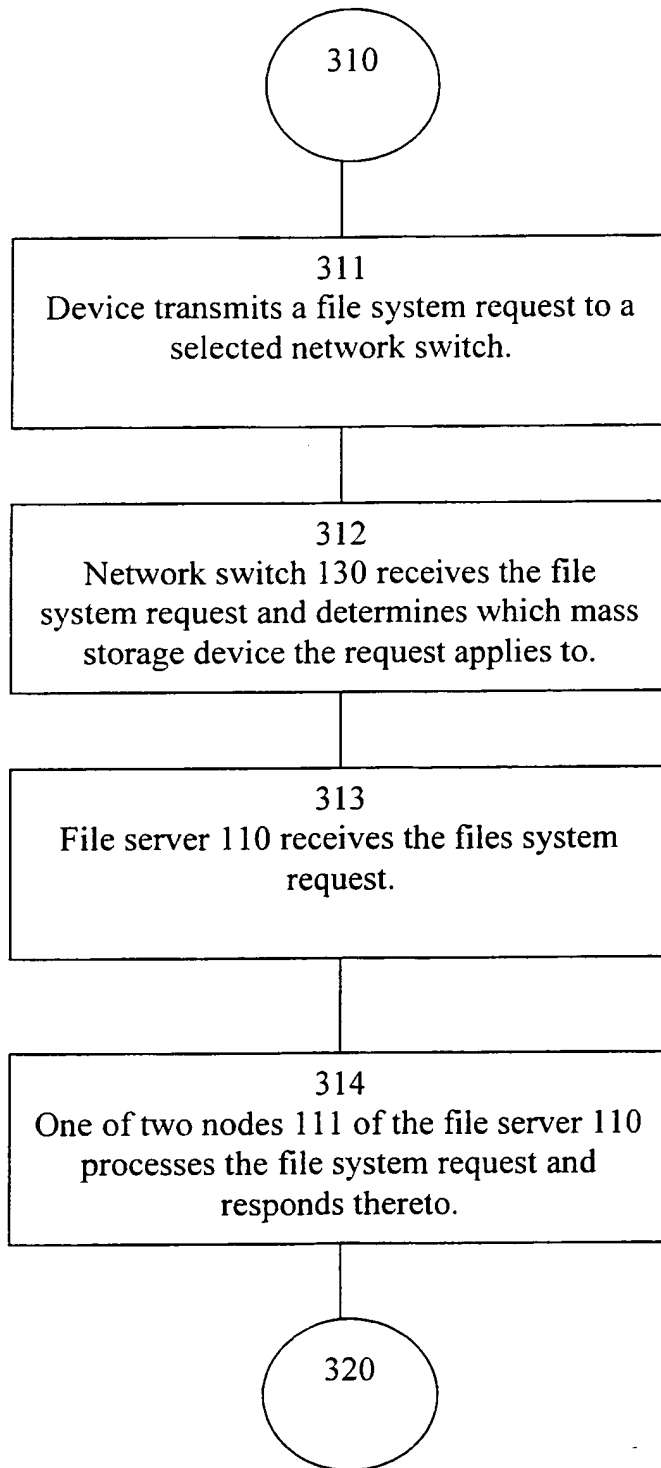 310
311
Device transmits a file system request to a
selected network switch.
312
Network switch 130 receives the file
system request and determines which mass
storage device the request applies to.
313
File server 110 receives the files system
request.
314
One of two nodes 111 of the file server 110
processes the file system request and
responds thereto.
320